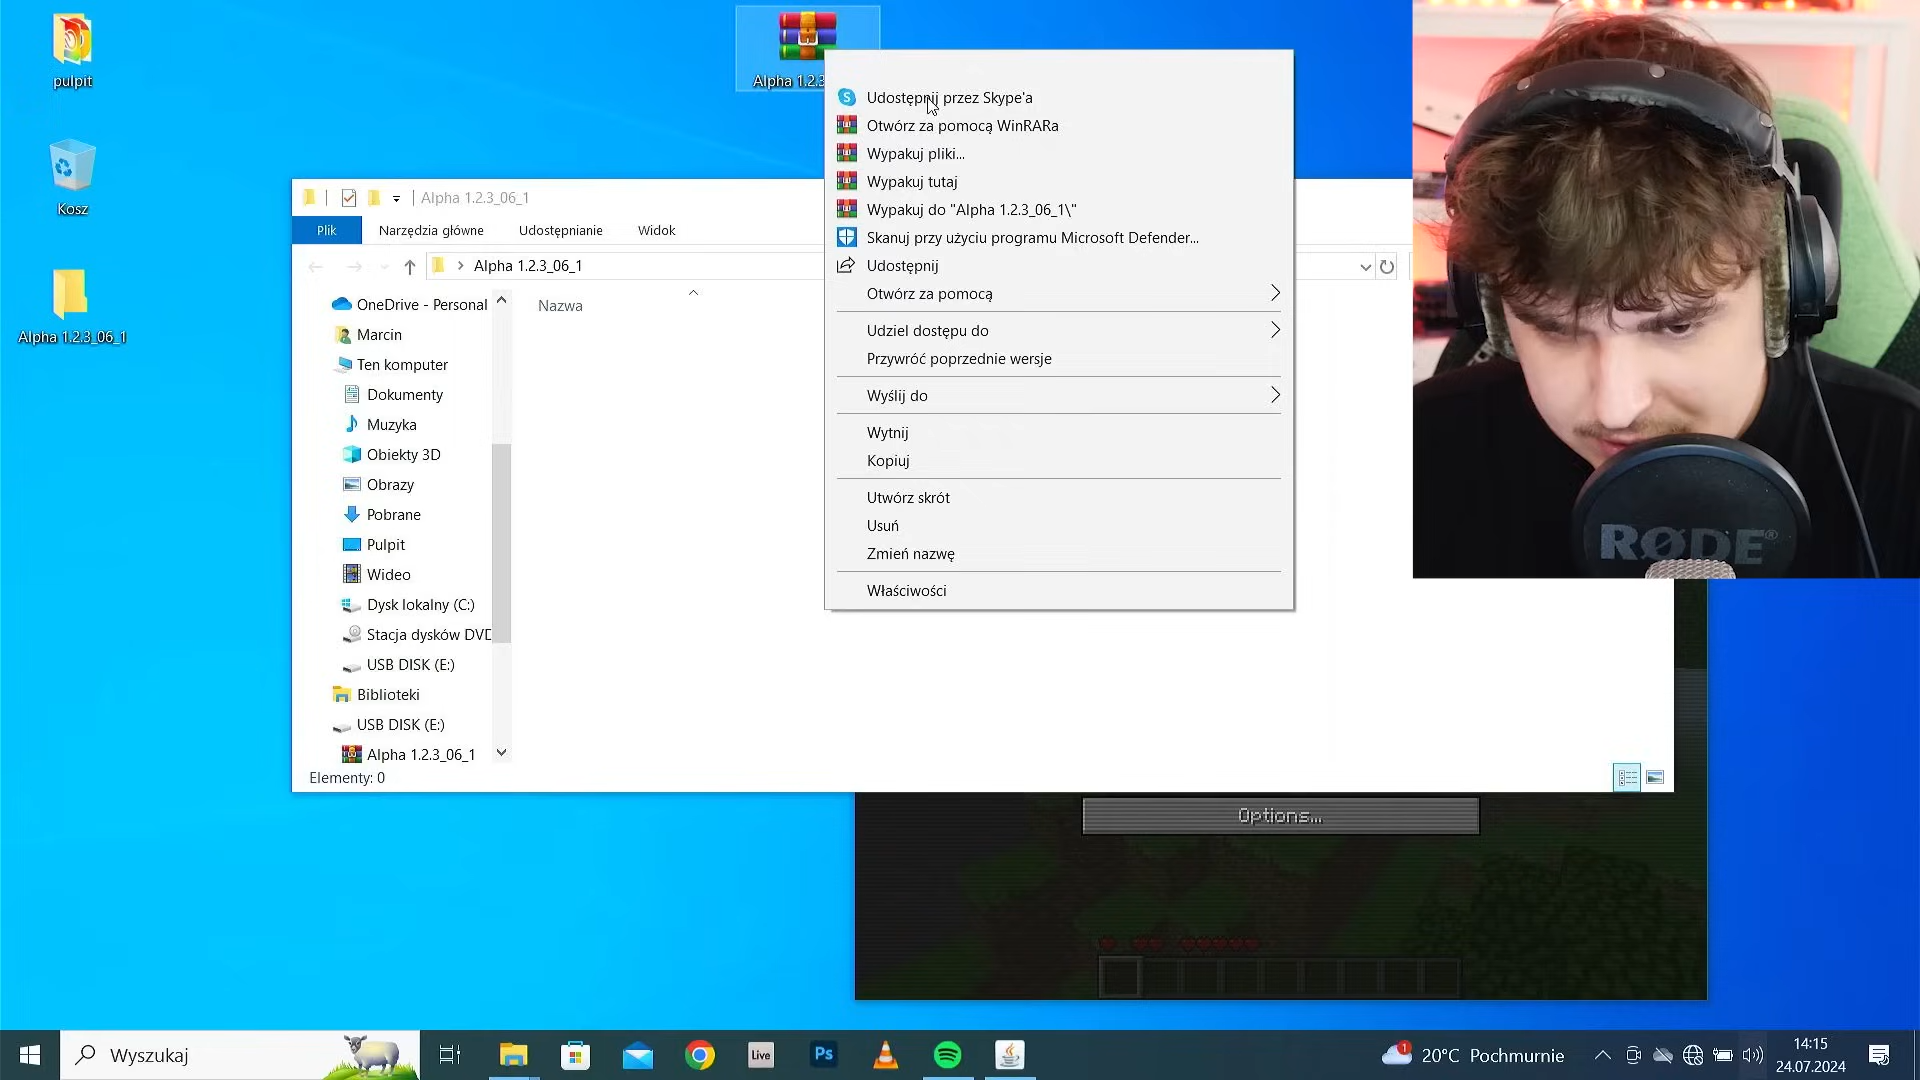 pulpit
Kosz
Alpha 1.2.3_06_1
Alpha 1.2.3
Udostępnij przez Skype'a
Otwórz za pomocą WinRARa
Wypakuj pliki...
Wypakuj tutaj
Wypakuj do "Alpha 1.2.3_06_1\"
Skanuj przy użyciu programu Microsoft Defender...
Udostępnij
Otwórz za pomocą
Udziel dostępu do
Przywróć poprzednie wersje
Wyślij do
Wytnij
Kopiuj
Utwórz skrót
Usuń
Zmień nazwę
Właściwości
Alpha 1.2.3_06_1
Plik Narzędzia główne Udostępnianie Widok
Alpha 1.2.3_06_1
Nazwa
OneDrive - Personal
Marcin
Ten komputer
Dokumenty
Muzyka
Obiekty 3D
Obrazy
Pobrane
Pulpit
Wideo
Dysk lokalny (C:)
Stacja dysków DVD
USB DISK (E:)
Biblioteki
USB DISK (E:)
Alpha 1.2.3_06_1
Elementy: 0
RØDE®
Options...
Wyszukaj
Live
Ps
1
20°C Pochmurnie
14:15
24.07.2024